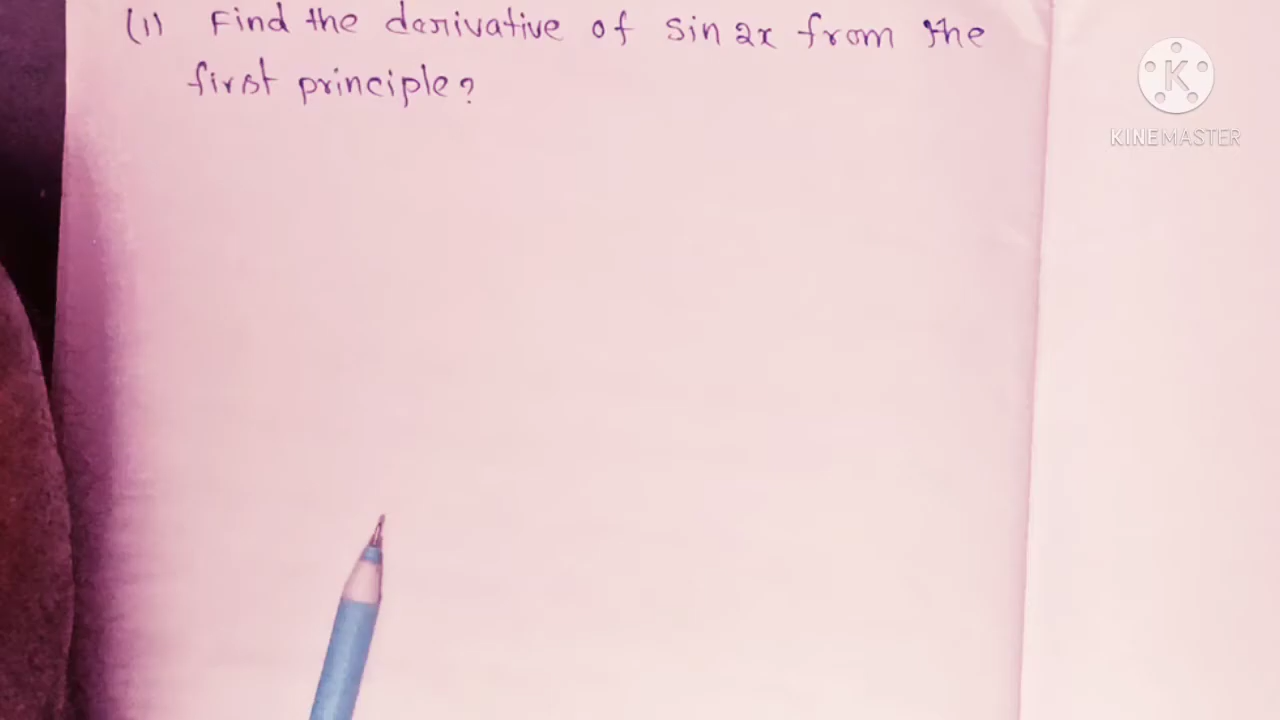 (1) Find the derivative of sin 2x from the
first principle?
K
KINEMASTER